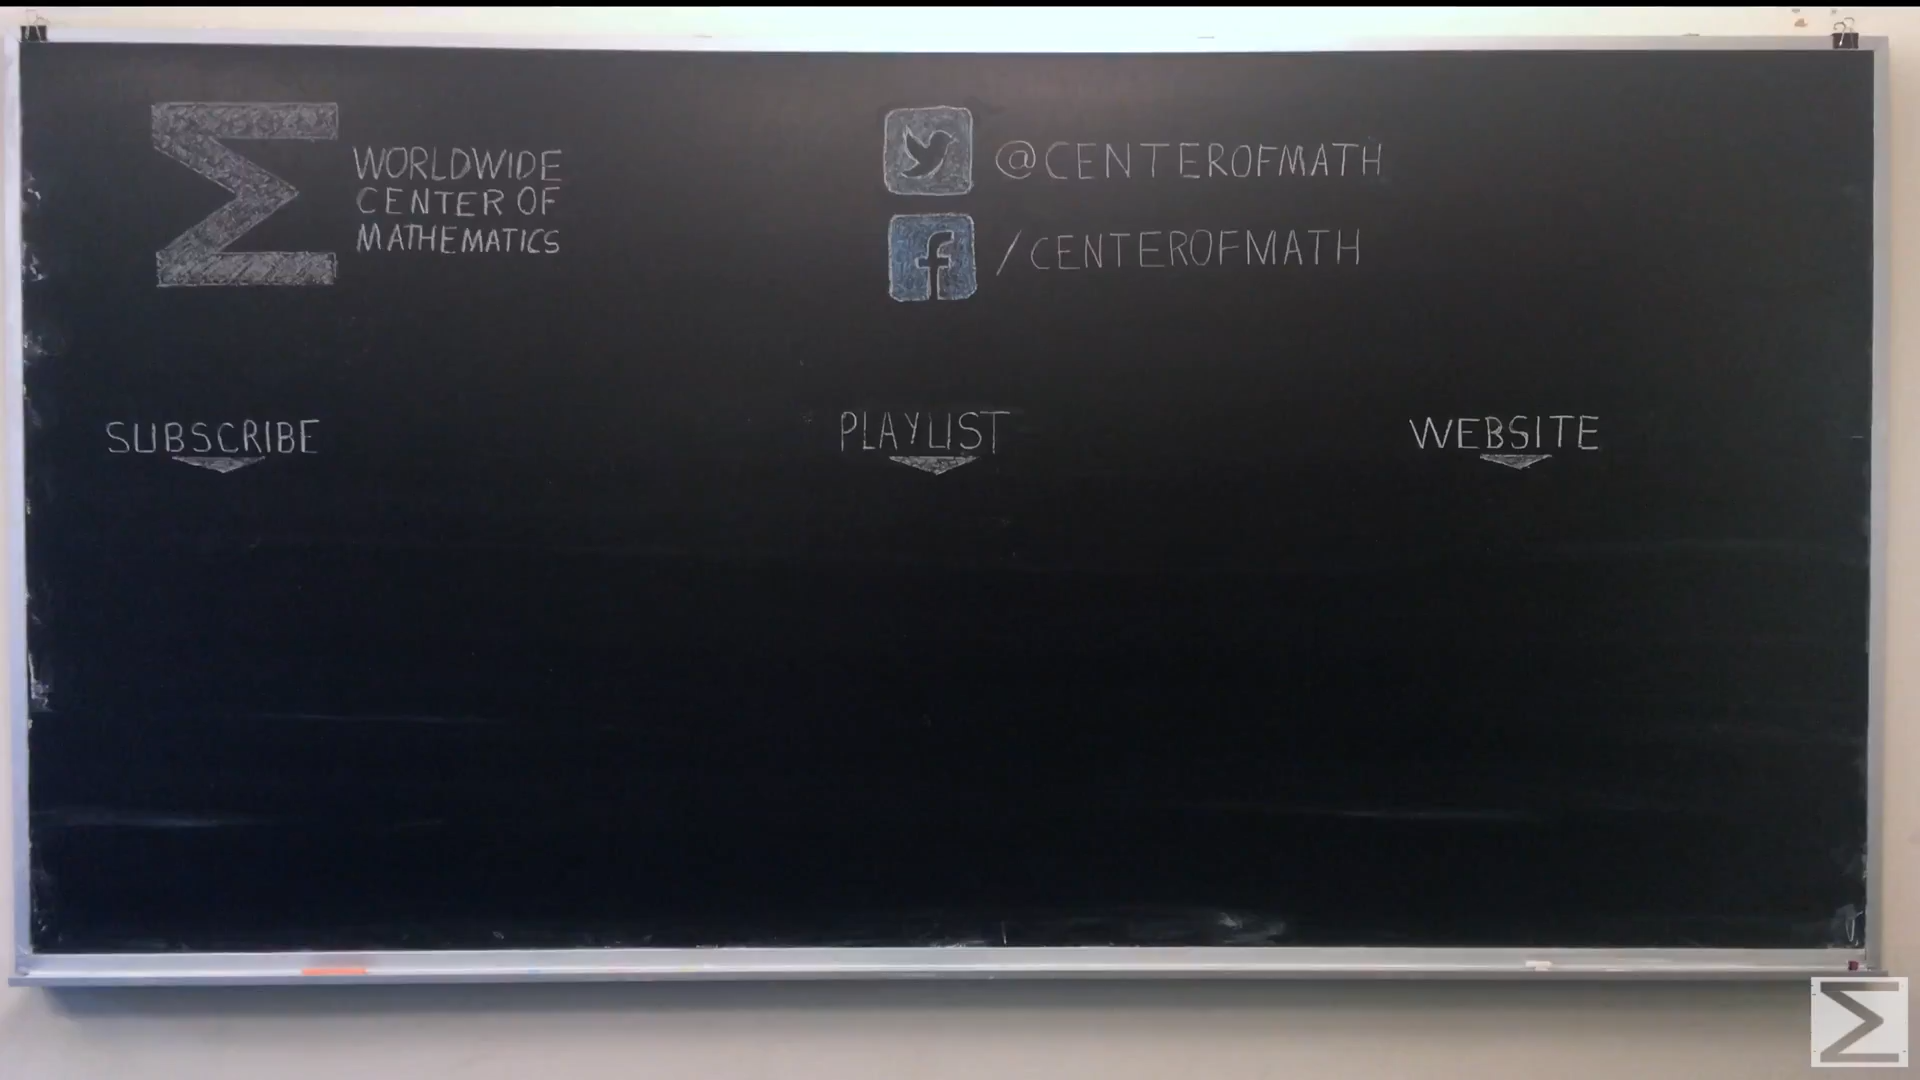 WORLDWIDE
CENTER OF
MATHEMATICS
@CENTEROFMATH
/CENTEROFMATH
SUBSCRIBE
PLAYLIST
WEBSITE